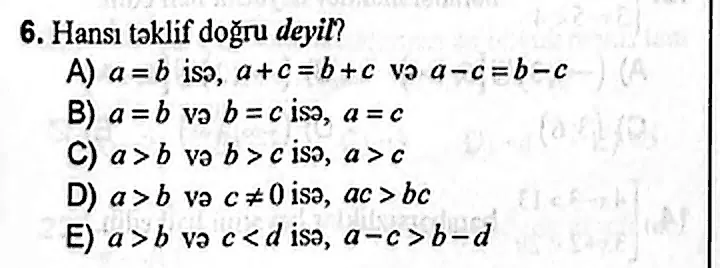 6. Hansı təklif doğru deyil?
A) a = b isə, a + c = b + c və a − c = b − c
B) a = b və b = c isə, a = c
C) a > b və b > c isə, a > c
D) a > b və c ≠ 0 isə, ac > bc
E) a > b və c < d isə, a − c > b − d